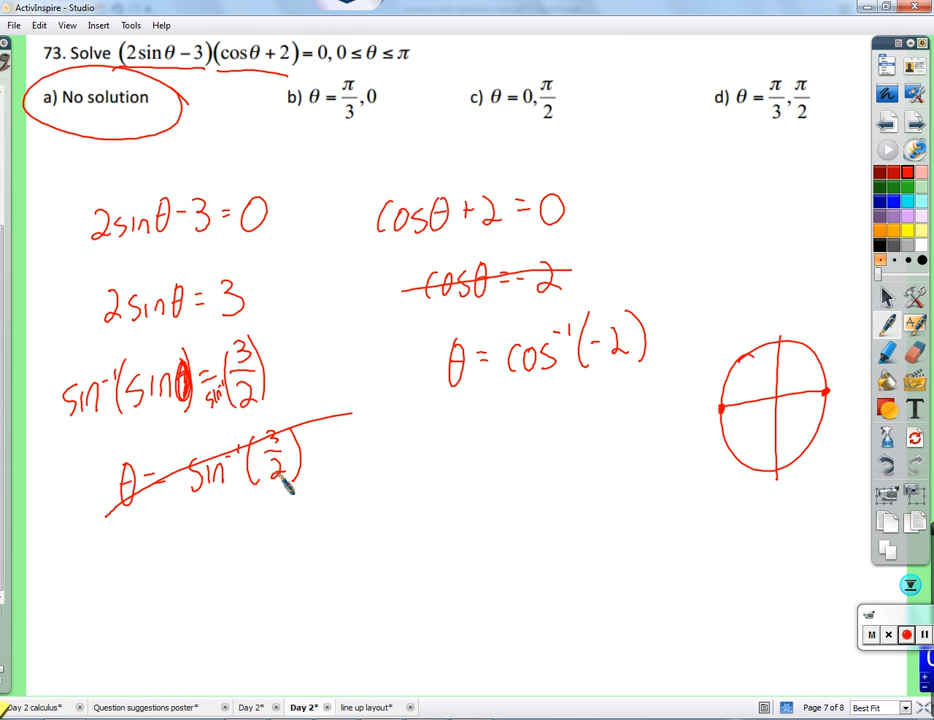 ActivInspire - Studio
File Edit View Insert Tools Help
73. Solve (2sinθ − 3)(cosθ + 2) = 0, 0 ≤ θ ≤ π
a) No solution b) θ = π/3, 0 c) θ = 0, π/2 d) θ = π/3, π/2
2sinθ − 3 = 0 cosθ + 2 = 0
2sinθ = 3 cosθ = −2
sin⁻¹(sinθ) = sin⁻¹(3/2) θ = cos⁻¹(−2)
θ = sin⁻¹(3/2)
M
Day 2 calculus* Question suggestions poster* Day 2* Day 2* line up layout* Page 7 of 8 Best Fit